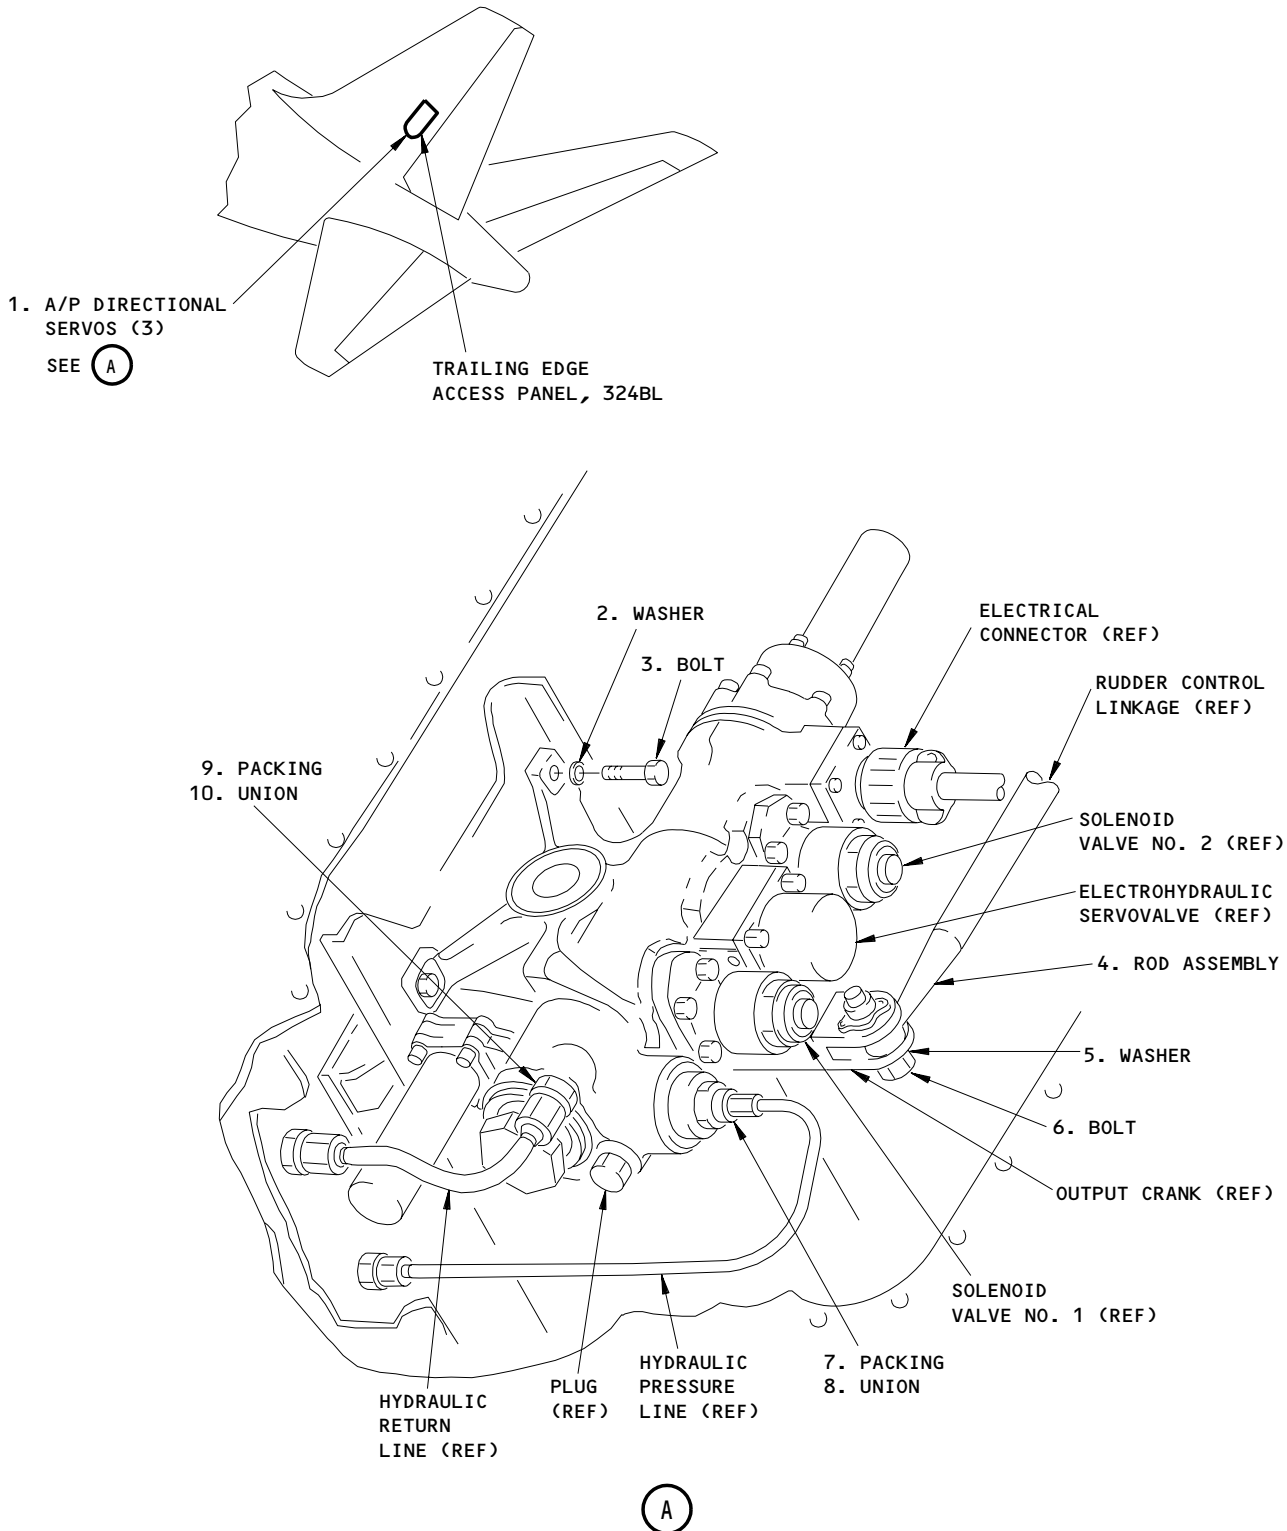 1. A/P DIRECTIONAL
SERVOS (3)
SEE A
TRAILING EDGE
ACCESS PANEL, 324BL
2. WASHER
3. BOLT
ELECTRICAL
CONNECTOR (REF)
RUDDER CONTROL
LINKAGE (REF)
9. PACKING
10. UNION
SOLENOID
VALVE NO. 2 (REF)
ELECTROHYDRAULIC
SERVOVALVE (REF)
4. ROD ASSEMBLY
5. WASHER
6. BOLT
OUTPUT CRANK (REF)
SOLENOID
VALVE NO. 1 (REF)
7. PACKING
8. UNION
HYDRAULIC
PRESSURE
LINE (REF)
PLUG
(REF)
HYDRAULIC
RETURN
LINE (REF)
A